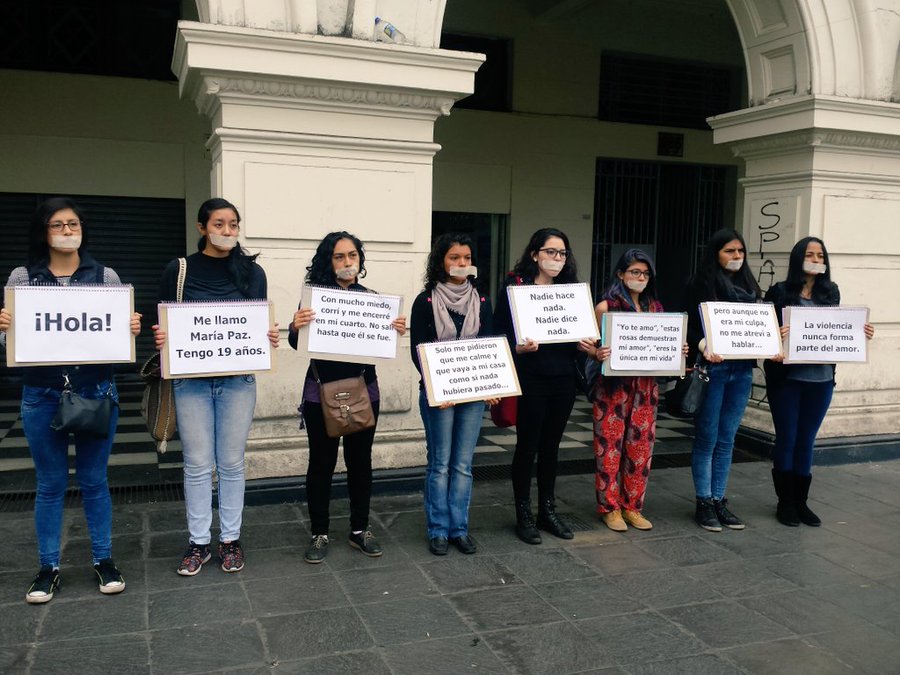 ¡Hola!
Me llamo
María Paz.
Tengo 19 años.
Con mucho miedo,
corrí y me encerré
en mi cuarto. No salí
hasta que él se fue.
Solo me pidieron
que me calme y
que vaya a mi casa
como si nada
hubiera pasado...
Nadie hace
nada.
Nadie dice
nada.
"Yo te amo", "estas
rosas demuestran
mi amor", "eres la
única en mi vida"
pero aunque no
era mi culpa,
no me atreví a
hablar...
La violencia
nunca forma
parte del amor.
SPA